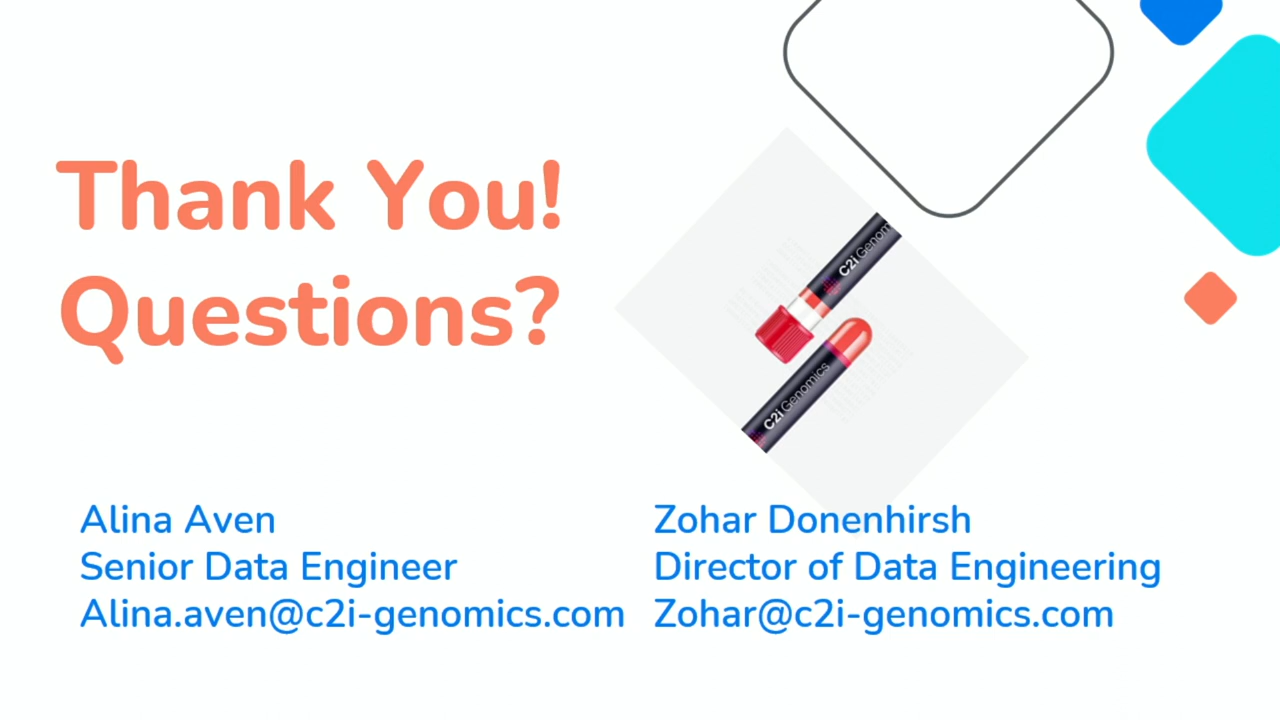 Thank You!
Questions?
C2i Genom
C2i Genomics
Alina Aven
Senior Data Engineer
Alina.aven@c2i-genomics.com
Zohar Donenhirsh
Director of Data Engineering
Zohar@c2i-genomics.com